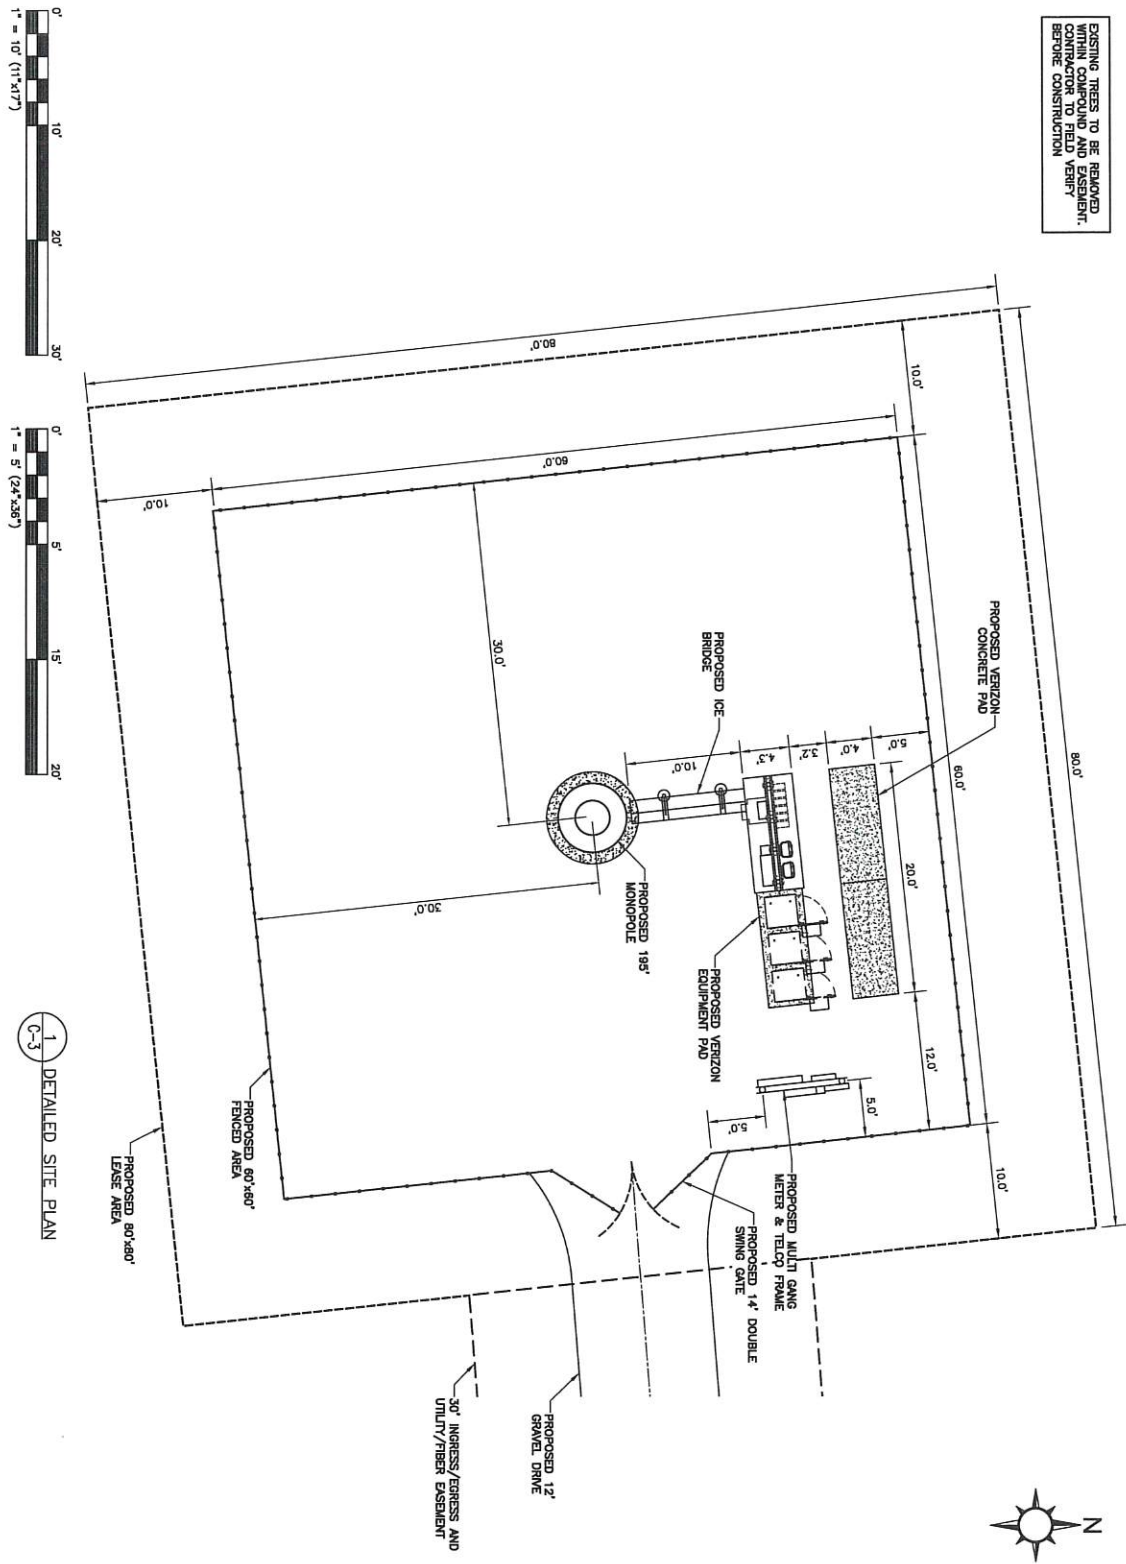 EXISTING TREES TO BE REMOVED
WITHIN COMPOUND AND EASEMENT.
CONTRACTOR TO FIELD VERIFY
BEFORE CONSTRUCTION
N
80.0'
10.0'
60.0'
10.0'
80.0'
60.0'
10.0'
PROPOSED VERIZON
CONCRETE PAD
5.0'
4.0'
3.2'
4.3'
10.0'
20.0'
12.0'
5.0'
5.0'
PROPOSED ICE
BRIDGE
30.0'
30.0'
PROPOSED 195'
MONOPOLE
PROPOSED VERIZON
EQUIPMENT PAD
PROPOSED MULTI GANG
METER & TELCO FRAME
PROPOSED 14' DOUBLE
SWING GATE
PROPOSED 60'x60'
FENCED AREA
PROPOSED 80'x80'
LEASE AREA
PROPOSED 12'
GRAVEL DRIVE
30' INGRESS/EGRESS AND
UTILITY/FIBER EASEMENT
0' 10' 20' 30'
1" = 10' (11"x17")
0' 5' 15' 20'
1" = 5' (24"x36")
1
C-3
DETAILED SITE PLAN